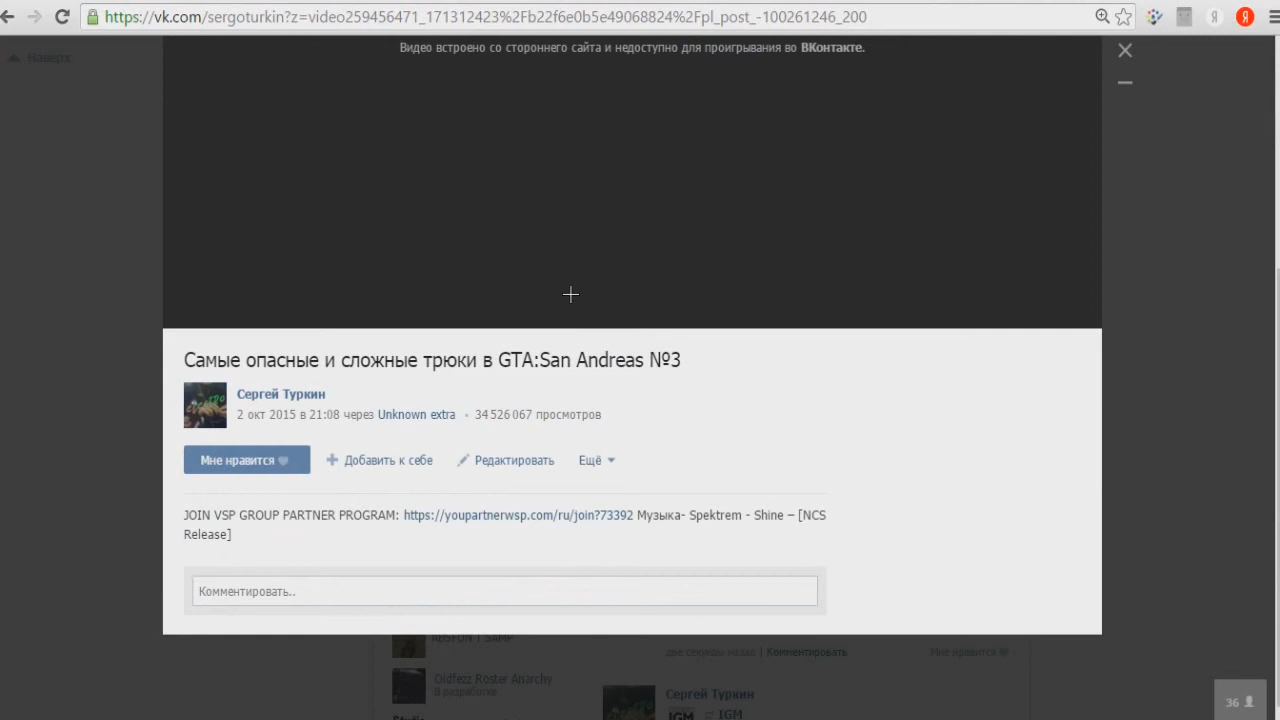 https://vk.com/sergoturkin?z=video259456471_171312423%2Fb22f6e0b5e49068824%2Fpl_post_-100261246_200
Наверх
Видео встроено со стороннего сайта и недоступно для проигрывания во ВКонтакте.
Самые опасные и сложные трюки в GTA:San Andreas №3
Сергей Туркин
2 окт 2015 в 21:08 через Unknown extra 34 526 067 просмотров
Мне нравится
Добавить к себе
Редактировать
Ещё
JOIN VSP GROUP PARTNER PROGRAM: https://youpartnerwsp.com/ru/join?73392 Музыка- Spektrem - Shine – [NCS
Release]
Комментировать..
две секунды назад | Комментировать
Мне нравится
Oldfezz Roster Anarchy
В разработке
Сергей Туркин
IGM
IGM
36